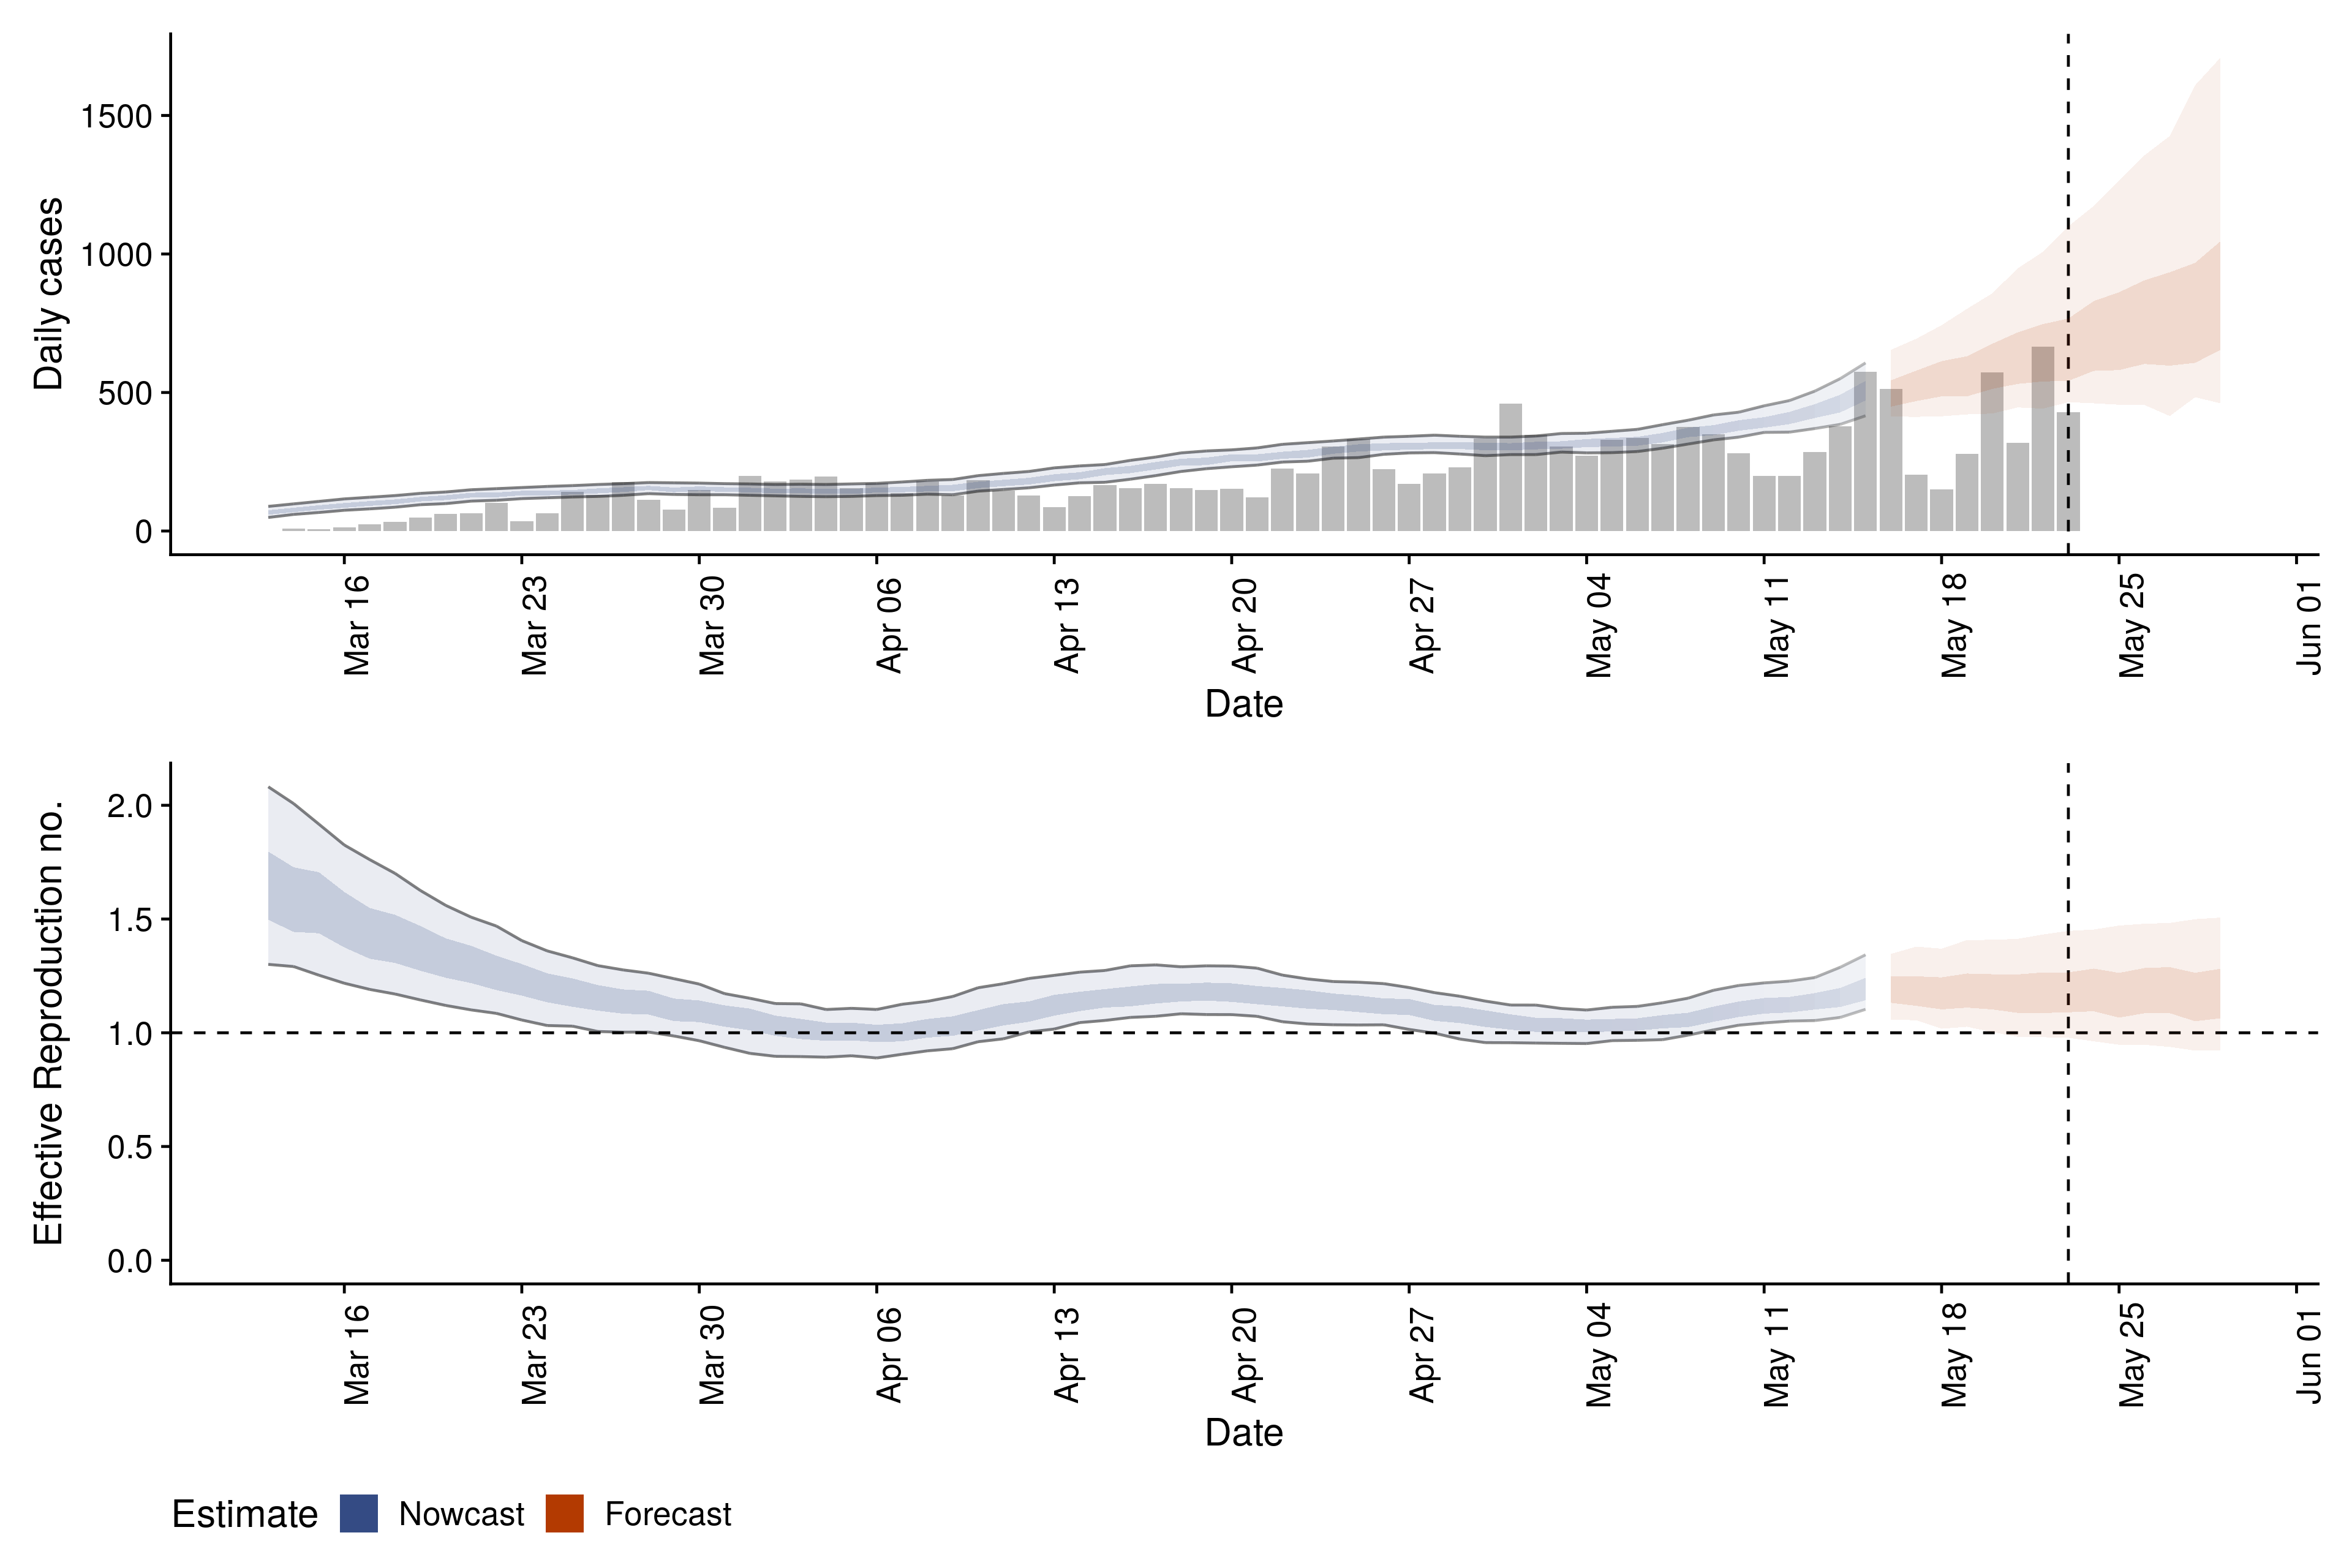 Daily cases
1500
1000
500
0
Mar 16 Mar 23 Mar 30 Apr 06 Apr 13 Apr 20 Apr 27 May 04 May 11 May 18 May 25 Jun 01
Date
Effective Reproduction no.
2.0
1.5
1.0
0.5
0.0
Mar 16 Mar 23 Mar 30 Apr 06 Apr 13 Apr 20 Apr 27 May 04 May 11 May 18 May 25 Jun 01
Date
Estimate Nowcast Forecast